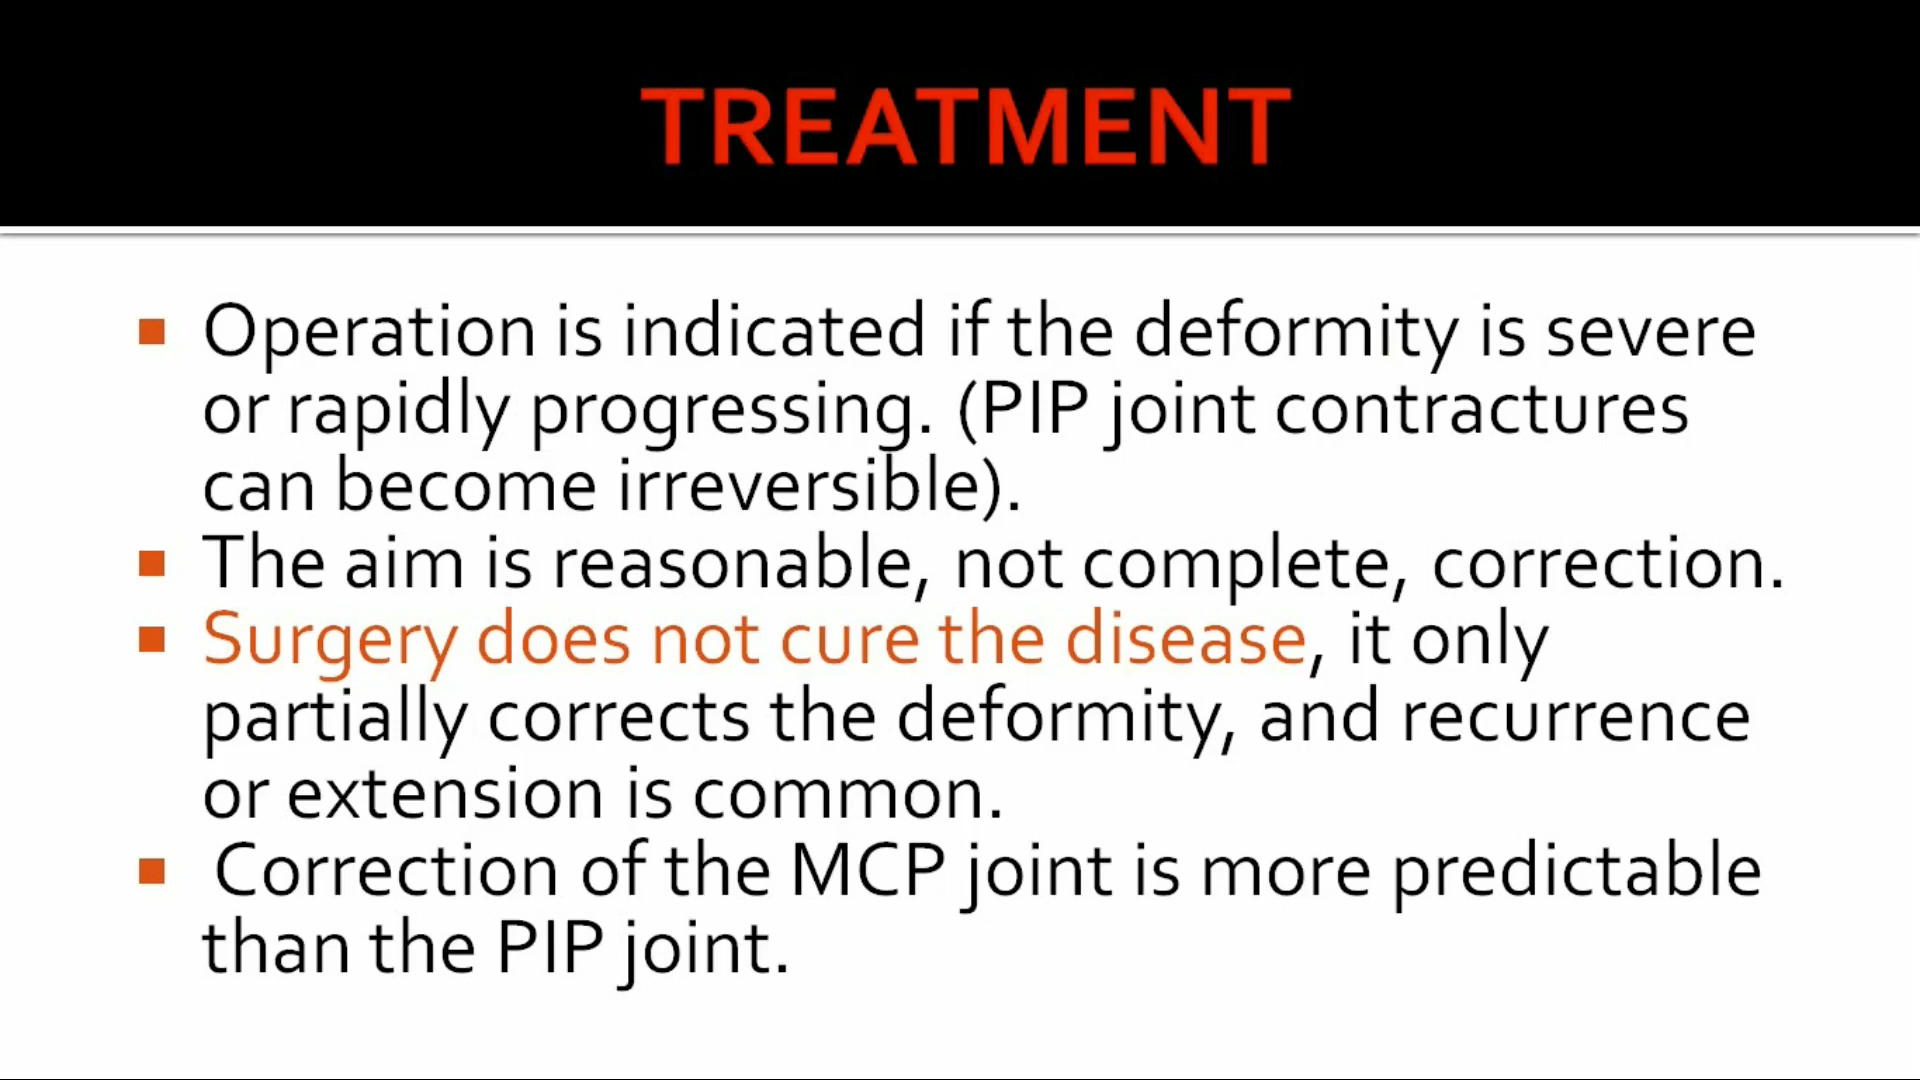 TREATMENT
Operation is indicated if the deformity is severe
or rapidly progressing. (PIP joint contractures
can become irreversible).
The aim is reasonable, not complete, correction.
Surgery does not cure the disease, it only
partially corrects the deformity, and recurrence
or extension is common.
Correction of the MCP joint is more predictable
than the PIP joint.